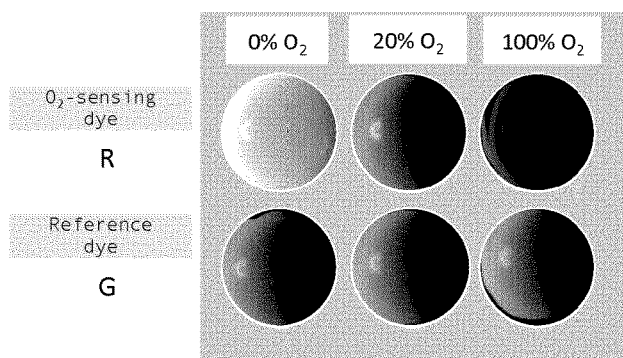 0% O₂ 20% O₂ 100% O₂
O₂-sensing
dye
R
Reference
dye
G